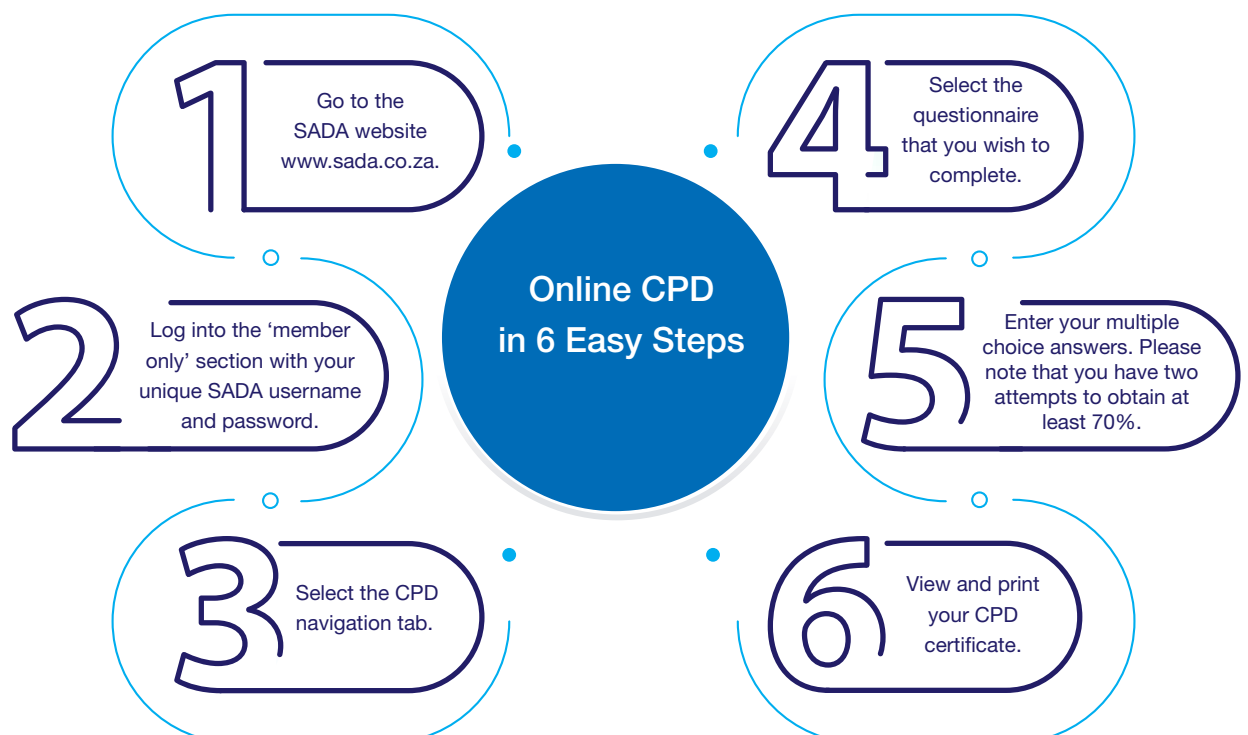 Online CPD
in 6 Easy Steps
1
Go to the
SADA website
www.sada.co.za.
2
Log into the ‘member
only’ section with your
unique SADA username
and password.
3
Select the CPD
navigation tab.
4
Select the
questionnaire
that you wish to
complete.
5
Enter your multiple
choice answers. Please
note that you have two
attempts to obtain at
least 70%.
6
View and print
your CPD
certificate.